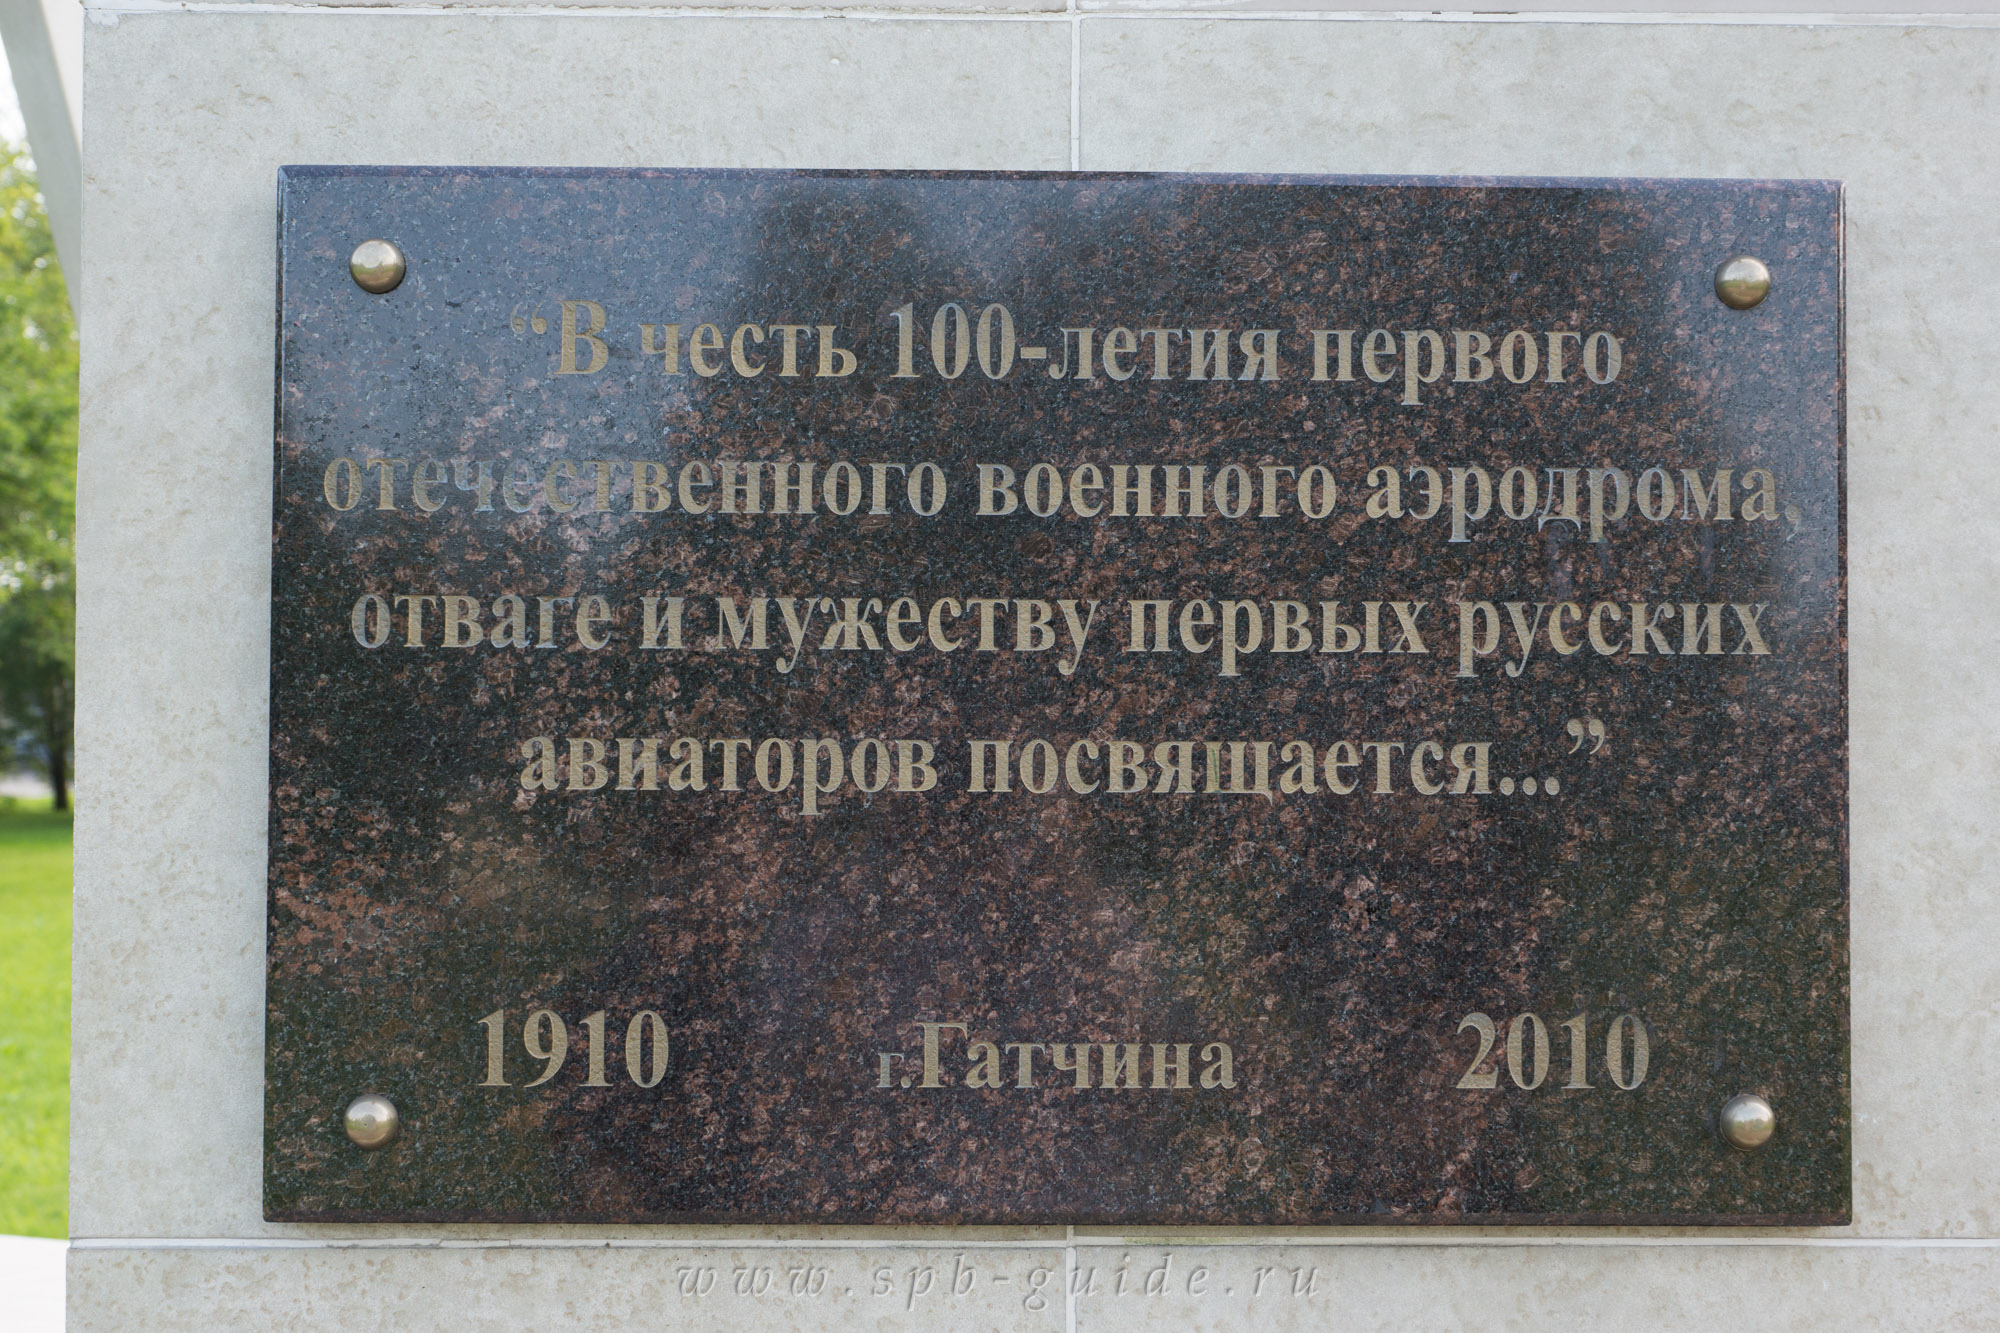 “В честь 100-летия первого
отечественного военного аэродрома,
отваге и мужеству первых русских
авиаторов посвящается...”
1910 г.Гатчина 2010
www.spb-guide.ru